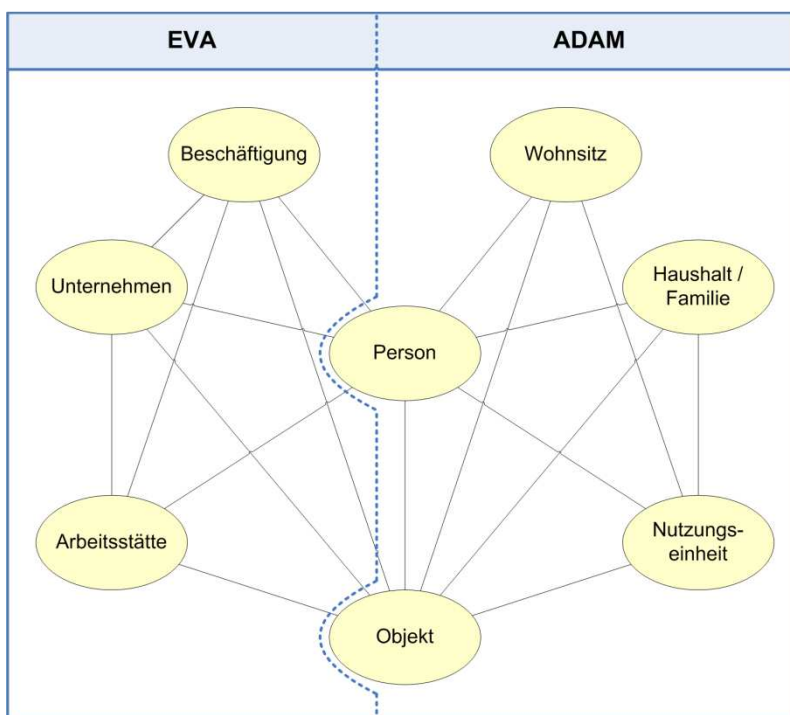 EVA
ADAM
Beschäftigung
Wohnsitz
Unternehmen
Haushalt /
Familie
Person
Arbeitsstätte
Nutzungs-
einheit
Objekt